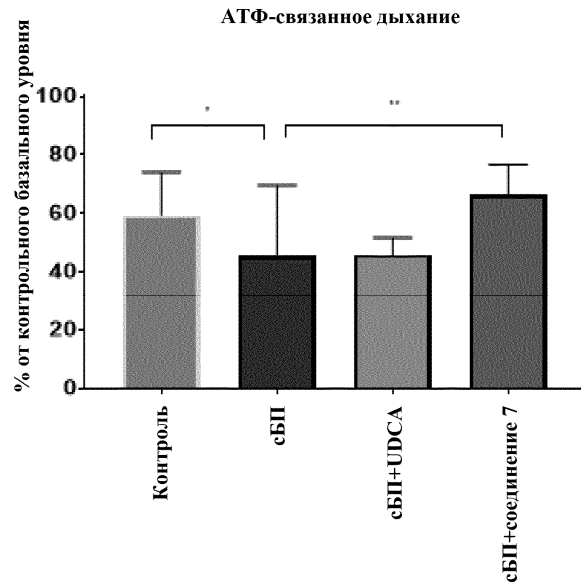 АТФ-связанное дыхание
% от контрольного базального уровня
100
80
60
40
20
0
*
**
Контроль
сБП
сБП+UDCA
сБП+соединение 7